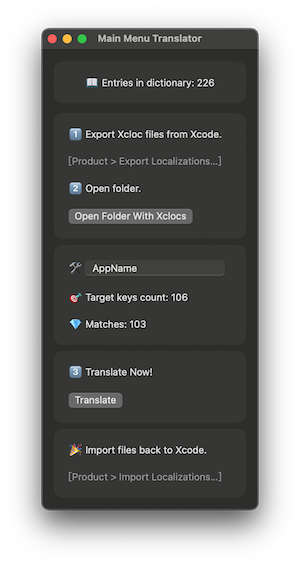 Main Menu Translator
📖 Entries in dictionary: 226
1️⃣ Export Xcloc files from Xcode.
[Product > Export Localizations...]
2️⃣ Open folder.
Open Folder With Xclocs
🛠 AppName
🎯 Target keys count: 106
💎 Matches: 103
3️⃣ Translate Now!
Translate
🎉 Import files back to Xcode.
[Product > Import Localizations...]